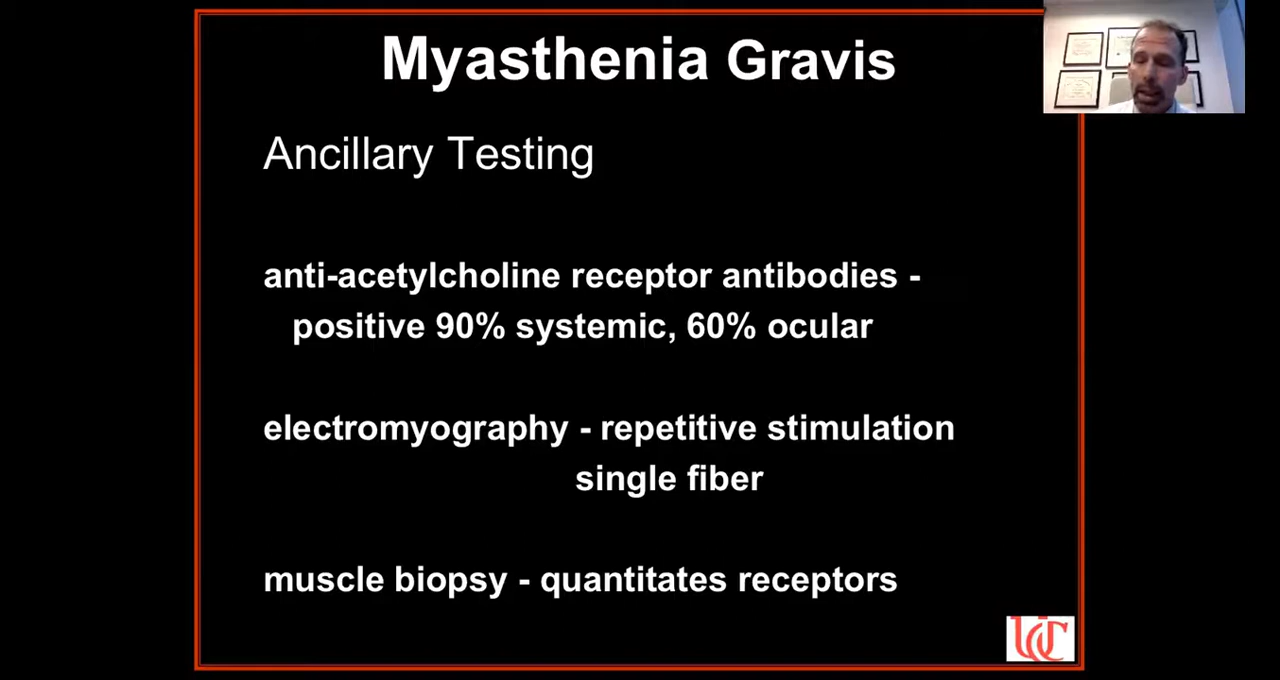 Myasthenia Gravis
Ancillary Testing
anti-acetylcholine receptor antibodies -
positive 90% systemic, 60% ocular
electromyography - repetitive stimulation
single fiber
muscle biopsy - quantitates receptors
UIC